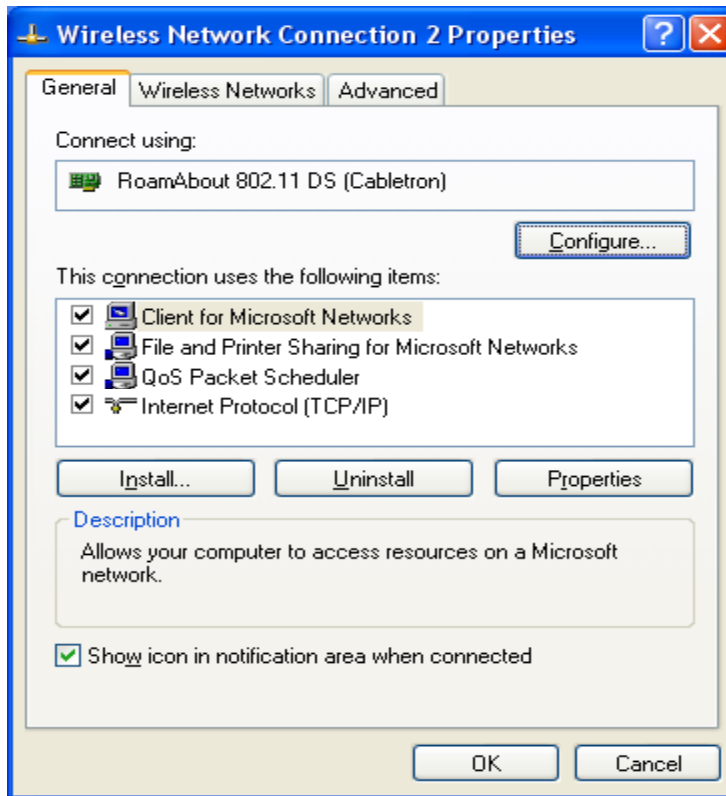 Wireless Network Connection 2 Properties
General Wireless Networks Advanced
Connect using:
RoamAbout 802.11 DS (Cabletron)
Configure...
This connection uses the following items:
Client for Microsoft Networks
File and Printer Sharing for Microsoft Networks
QoS Packet Scheduler
Internet Protocol (TCP/IP)
Install... Uninstall Properties
Description
Allows your computer to access resources on a Microsoft
network.
Show icon in notification area when connected
OK Cancel